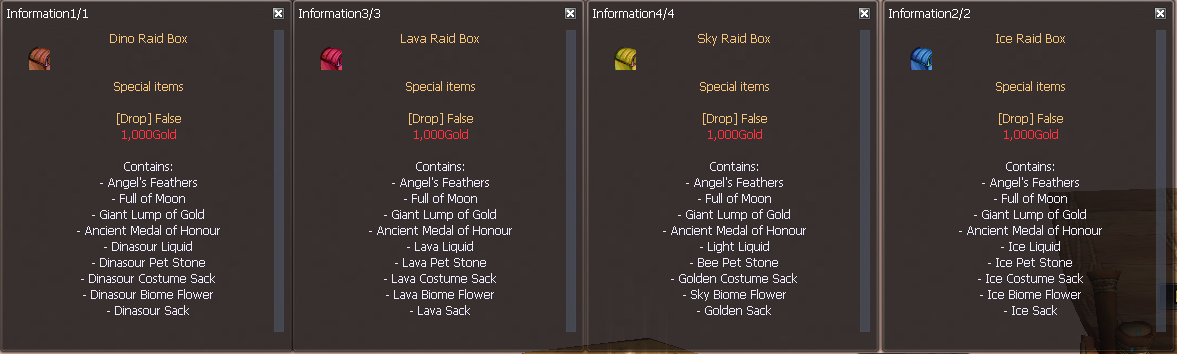 Information1/1
Dino Raid Box
Special items
[Drop] False
1,000Gold
Contains:
- Angel's Feathers
- Full of Moon
- Giant Lump of Gold
- Ancient Medal of Honour
- Dinasour Liquid
- Dinasour Pet Stone
- Dinasour Costume Sack
- Dinasour Biome Flower
- Dinasour Sack
Information3/3
Lava Raid Box
Special items
[Drop] False
1,000Gold
Contains:
- Angel's Feathers
- Full of Moon
- Giant Lump of Gold
- Ancient Medal of Honour
- Lava Liquid
- Lava Pet Stone
- Lava Costume Sack
- Lava Biome Flower
- Lava Sack
Information4/4
Sky Raid Box
Special items
[Drop] False
1,000Gold
Contains:
- Angel's Feathers
- Full of Moon
- Giant Lump of Gold
- Ancient Medal of Honour
- Light Liquid
- Bee Pet Stone
- Golden Costume Sack
- Sky Biome Flower
- Golden Sack
Information2/2
Ice Raid Box
Special items
[Drop] False
1,000Gold
Contains:
- Angel's Feathers
- Full of Moon
- Giant Lump of Gold
- Ancient Medal of Honour
- Ice Liquid
- Ice Pet Stone
- Ice Costume Sack
- Ice Biome Flower
- Ice Sack